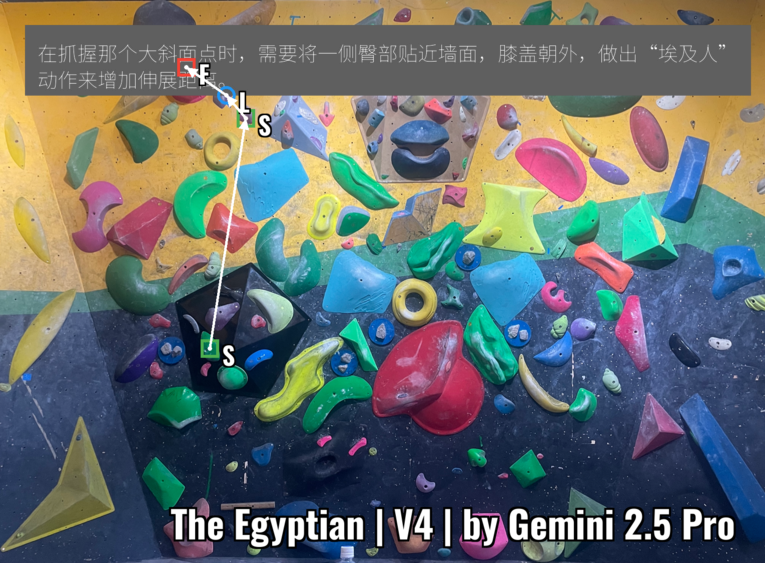 在抓握那个大斜面点时，需要将一侧臀部贴近墙面，膝盖朝外，做出“埃及人”
动作来增加伸展距离。
F
L
S
S
The Egyptian | V4 | by Gemini 2.5 Pro